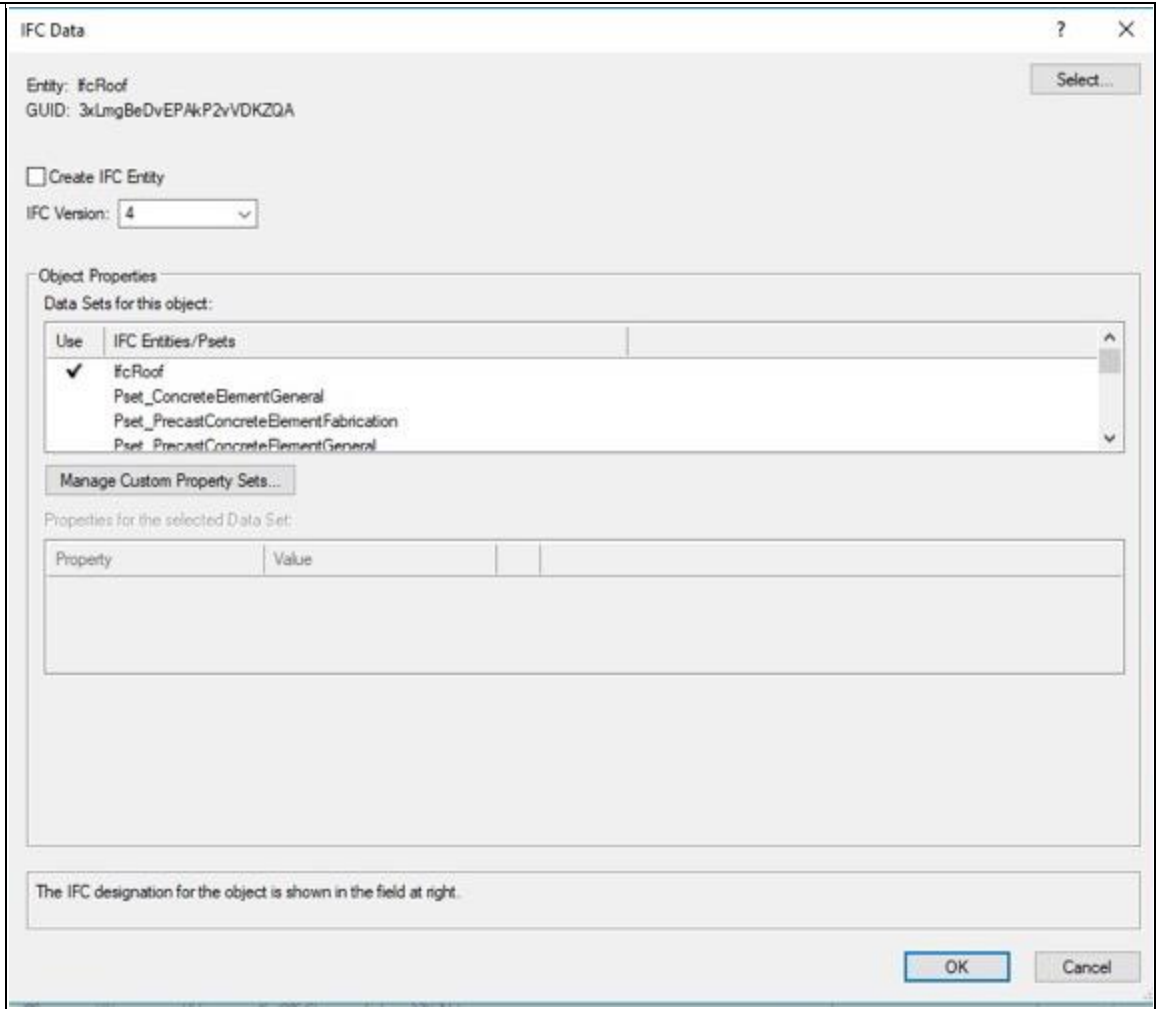 IFC Data
?
Entity: IfcRoof
Select...
GUID: 3xLmgBeDvEPAkP2vVDKZQA
Create IFC Entity
IFC Version: 4
Object Properties
Data Sets for this object:
Use IFC Entities/Psets
IfcRoof
Pset_ConcreteElementGeneral
Pset_PrecastConcreteElementFabrication
Pset_PrecastConcreteElementGeneral
Manage Custom Property Sets...
Properties for the selected Data Set:
Property Value
The IFC designation for the object is shown in the field at right.
OK Cancel